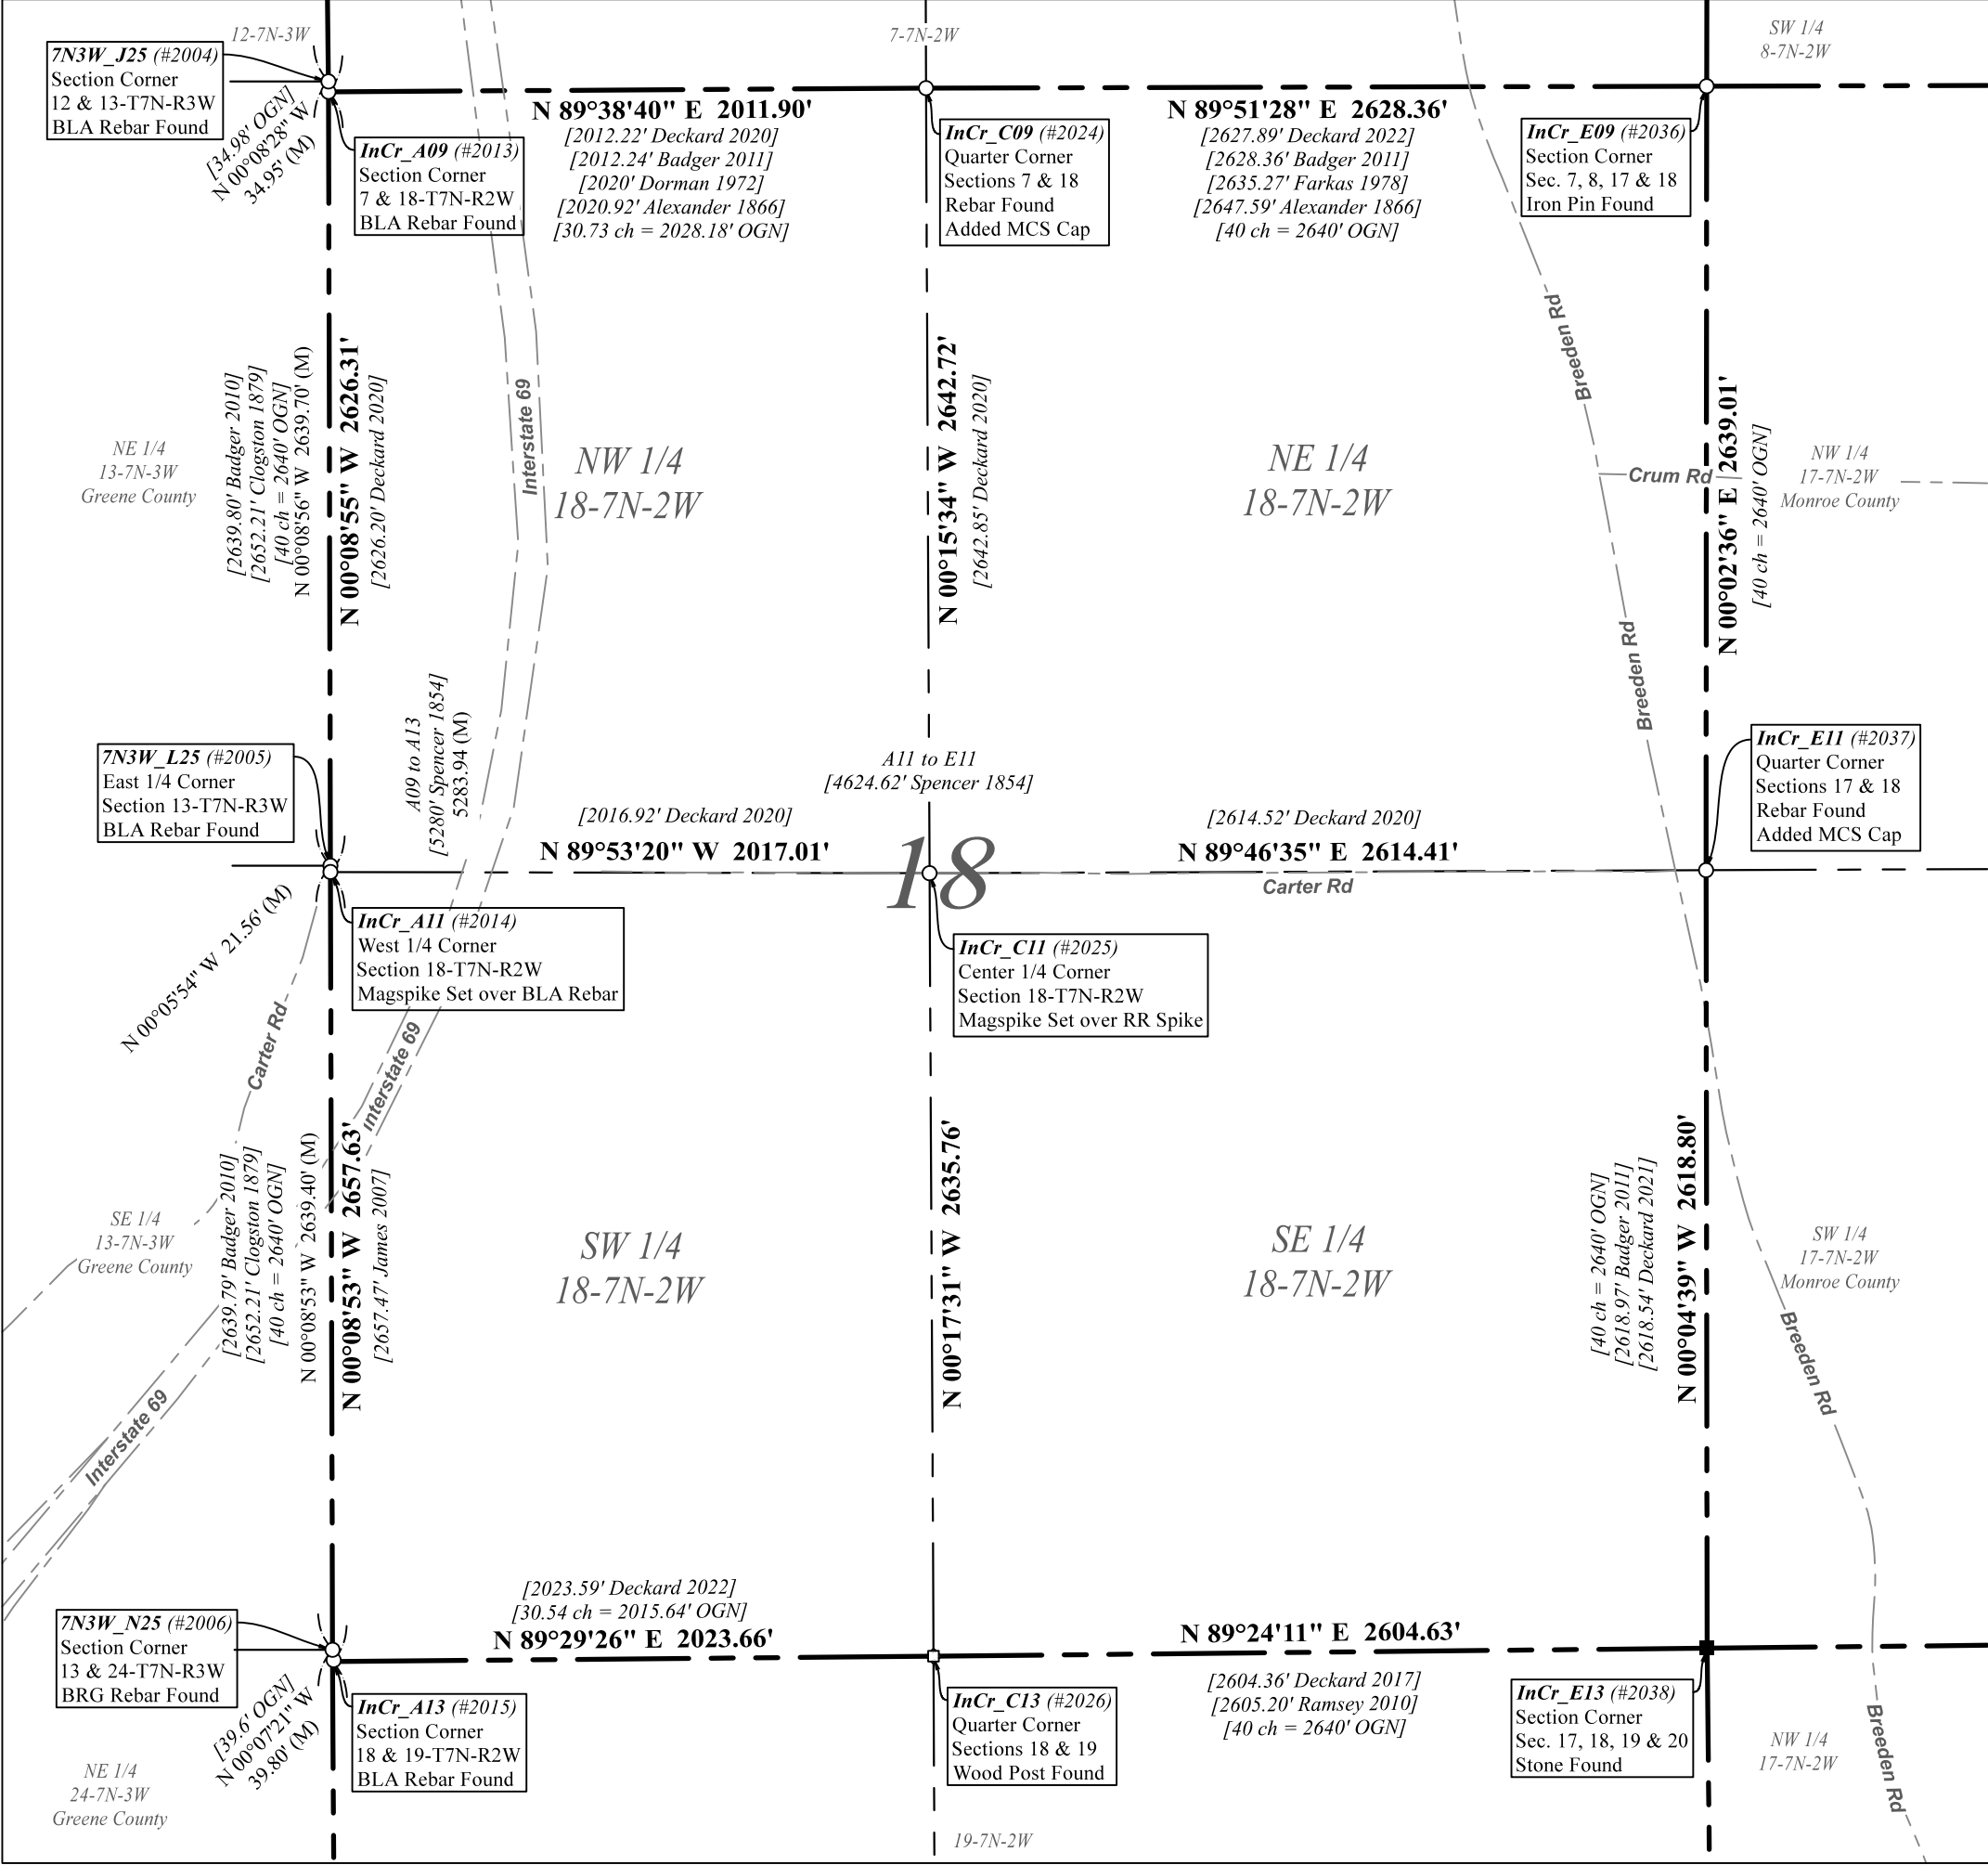 12-7N-3W
7-7N-2W
SW 1/4
8-7N-2W
7N3W_J25 (#2004)
Section Corner
12 & 13-T7N-R3W
BLA Rebar Found
[34.98' OGN]
N 00°08'28" W
34.95' (M)
InCr_A09 (#2013)
Section Corner
7 & 18-T7N-R2W
BLA Rebar Found
N 89°38'40" E 2011.90'
[2012.22' Deckard 2020]
[2012.24' Badger 2011]
[2020' Dorman 1972]
[2020.92' Alexander 1866]
[30.73 ch = 2028.18' OGN]
InCr_C09 (#2024)
Quarter Corner
Sections 7 & 18
Rebar Found
Added MCS Cap
N 89°51'28" E 2628.36'
[2627.89' Deckard 2022]
[2628.36' Badger 2011]
[2635.27' Farkas 1978]
[2647.59' Alexander 1866]
[40 ch = 2640' OGN]
InCr_E09 (#2036)
Section Corner
Sec. 7, 8, 17 & 18
Iron Pin Found
Breeden Rd
NE 1/4
13-7N-3W
Greene County
[2639.80' Badger 2010]
[2652.21' Clogston 1879]
[40 ch = 2640' OGN]
N 00°08'56" W 2639.70' (M)
N 00°08'55" W 2626.31'
[2626.20' Deckard 2020]
Interstate 69
NW 1/4
18-7N-2W
N 00°15'34" W 2642.72'
[2642.85' Deckard 2020]
NE 1/4
18-7N-2W
Crum Rd
N 00°02'36" E 2639.01'
[40 ch = 2640' OGN]
NW 1/4
17-7N-2W
Monroe County
Breeden Rd
7N3W_L25 (#2005)
East 1/4 Corner
Section 13-T7N-R3W
BLA Rebar Found
A09 to A13
[5280' Spencer 1854]
5283.94 (M)
A11 to E11
[4624.62' Spencer 1854]
[2016.92' Deckard 2020]
N 89°53'20" W 2017.01'
18
[2614.52' Deckard 2020]
N 89°46'35" E 2614.41'
Carter Rd
InCr_E11 (#2037)
Quarter Corner
Sections 17 & 18
Rebar Found
Added MCS Cap
N 00°05'54" W 21.56' (M)
InCr_A11 (#2014)
West 1/4 Corner
Section 18-T7N-R2W
Magspike Set over BLA Rebar
InCr_C11 (#2025)
Center 1/4 Corner
Section 18-T7N-R2W
Magspike Set over RR Spike
Carter Rd
Interstate 69
SE 1/4
13-7N-3W
Greene County
[2639.79' Badger 2010]
[2652.21' Clogston 1879]
[40 ch = 2640' OGN]
N 00°08'53" W 2639.40' (M)
N 00°08'53" W 2657.63'
[2657.47' James 2007]
SW 1/4
18-7N-2W
N 00°17'31" W 2635.76'
SE 1/4
18-7N-2W
[40 ch = 2640' OGN]
[2618.97' Badger 2011]
[2618.54' Deckard 2021]
N 00°04'39" W 2618.80'
SW 1/4
17-7N-2W
Monroe County
Breeden Rd
Interstate 69
7N3W_N25 (#2006)
Section Corner
13 & 24-T7N-R3W
BRG Rebar Found
[39.6' OGN]
N 00°07'21" W
39.80' (M)
InCr_A13 (#2015)
Section Corner
18 & 19-T7N-R2W
BLA Rebar Found
[2023.59' Deckard 2022]
[30.54 ch = 2015.64' OGN]
N 89°29'26" E 2023.66'
InCr_C13 (#2026)
Quarter Corner
Sections 18 & 19
Wood Post Found
N 89°24'11" E 2604.63'
[2604.36' Deckard 2017]
[2605.20' Ramsey 2010]
[40 ch = 2640' OGN]
InCr_E13 (#2038)
Section Corner
Sec. 17, 18, 19 & 20
Stone Found
NW 1/4
17-7N-2W
Breeden Rd
NE 1/4
24-7N-3W
Greene County
19-7N-2W